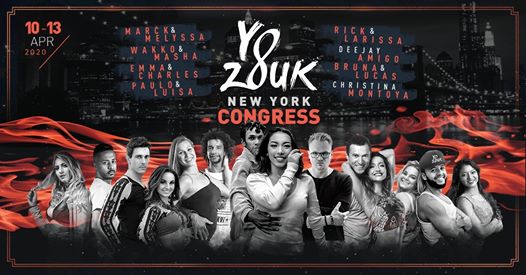 10-13
APR
2020
MARCK &
MELYSSA
WAKKO &
MASHA
EMMA &
CHARLES
PAULO &
LUISA
Y8
ZOUK
NEW YORK
CONGRESS
RICK &
LARISSA
DEEJAY
AMIGO
BRUNA &
LUCAS
CHRISTINA
MONTOYA